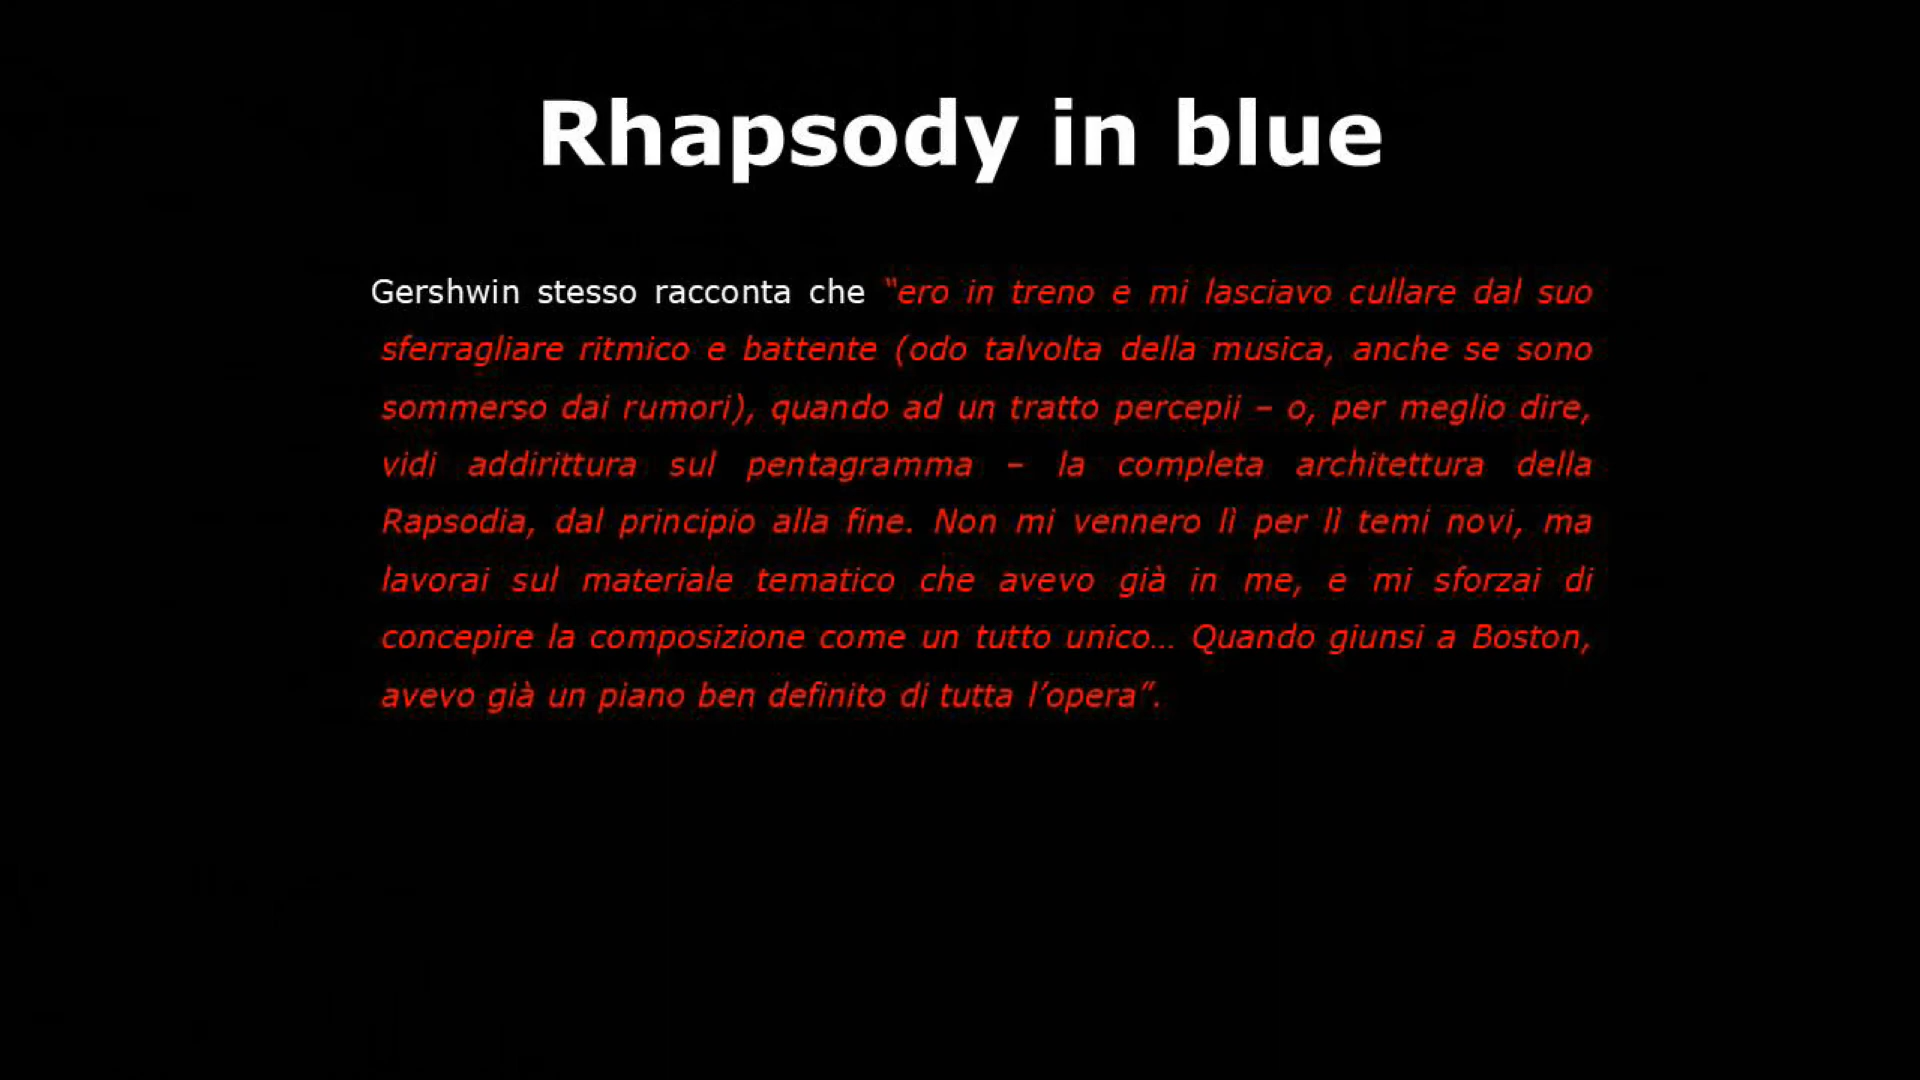 Rhapsody in blue
Gershwin stesso racconta che “ero in treno e mi lasciavo cullare dal suo
sferragliare ritmico e battente (odo talvolta della musica, anche se sono
sommerso dai rumori), quando ad un tratto percepii – o, per meglio dire,
vidi addirittura sul pentagramma – la completa architettura della
Rapsodia, dal principio alla fine. Non mi vennero lì per lì temi novi, ma
lavorai sul materiale tematico che avevo già in me, e mi sforzai di
concepire la composizione come un tutto unico… Quando giunsi a Boston,
avevo già un piano ben definito di tutta l’opera”.